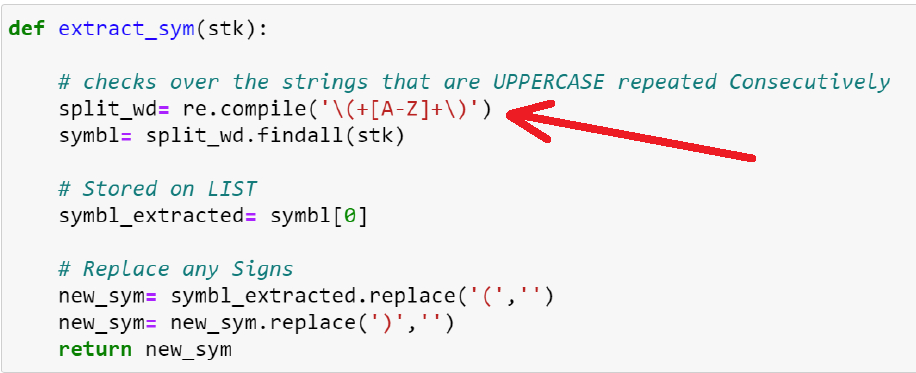 def extract_sym(stk):
# checks over the strings that are UPPERCASE repeated Consecutively
split_wd= re.compile('\(+[A-Z]+\)')
symbl= split_wd.findall(stk)
# Stored on LIST
symbl_extracted= symbl[0]
# Replace any Signs
new_sym= symbl_extracted.replace('(','')
new_sym= new_sym.replace(')','')
return new_sym